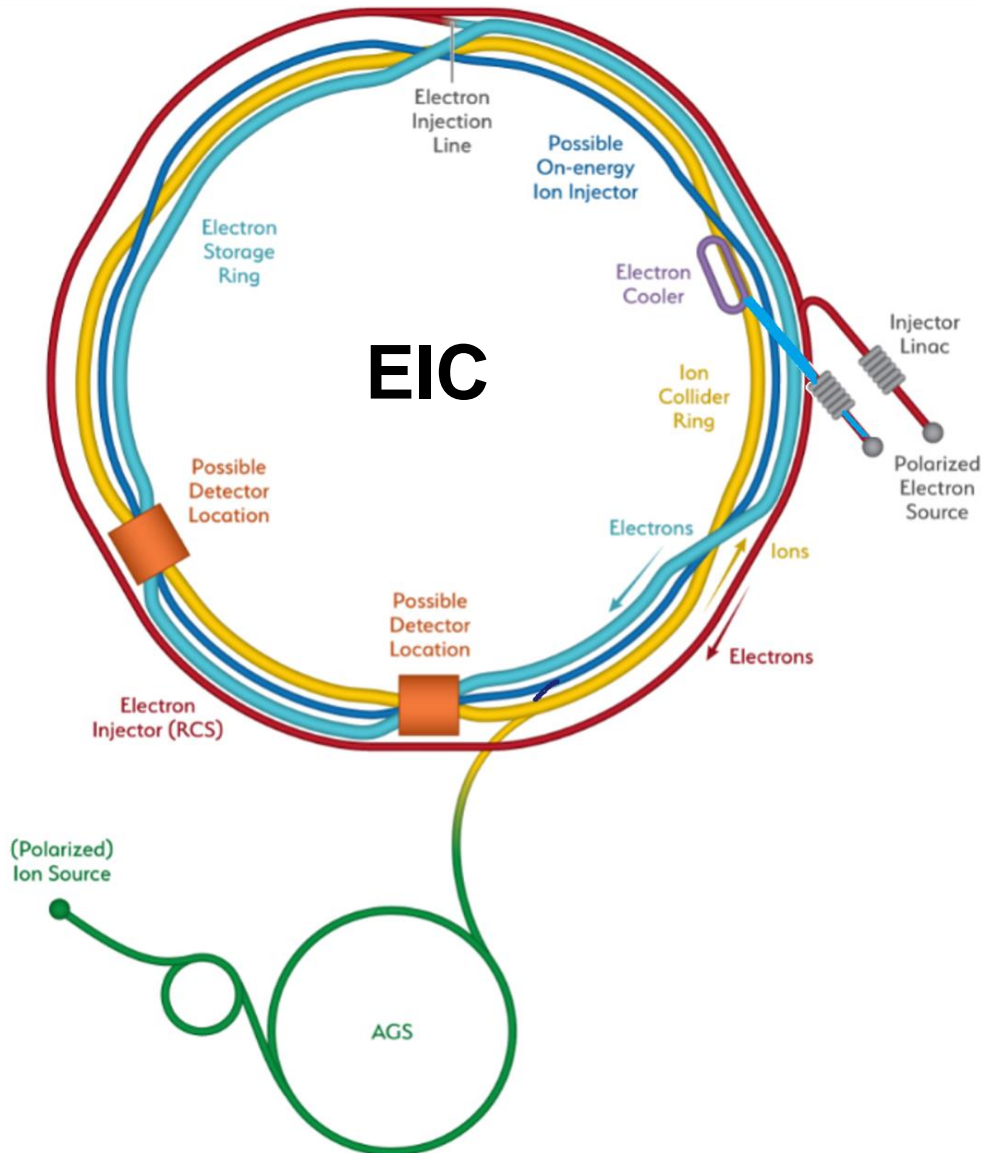 Electron
Injection
Line
Possible
On-energy
Ion Injector
Electron
Storage
Ring
Electron
Cooler
Injector
Linac
EIC
Ion
Collider
Ring
Possible
Detector
Location
Polarized
Electron
Source
Electrons
Ions
Possible
Detector
Location
Electrons
Electron
Injector (RCS)
(Polarized)
Ion Source
AGS